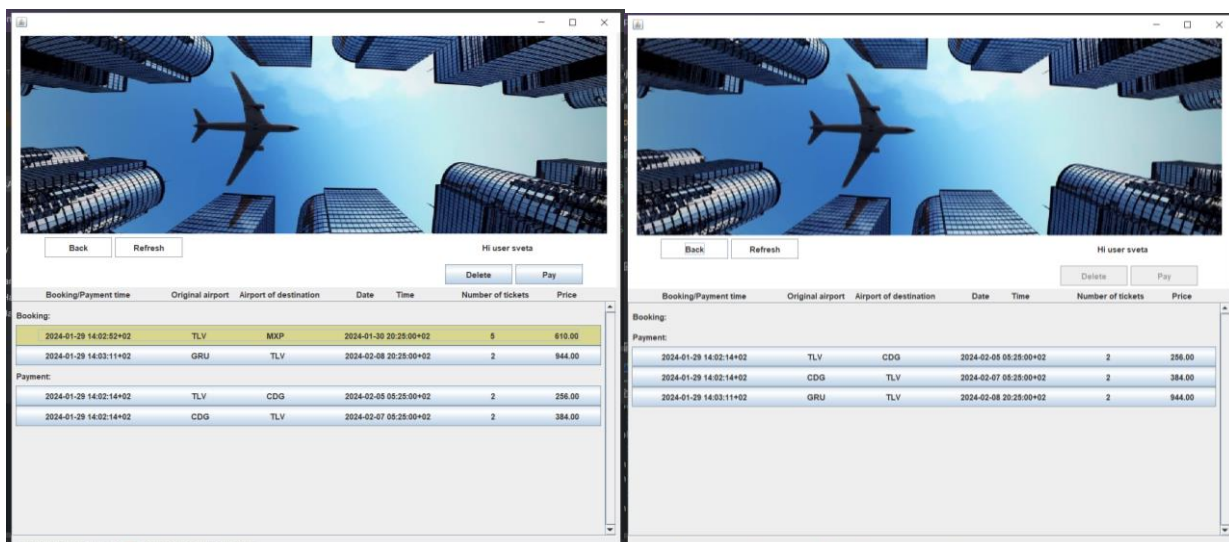 Back Refresh Hi user sveta
Delete Pay
Booking/Payment time Original airport Airport of destination Date Time Number of tickets Price
Booking:
2024-01-29 14:02:52+02 TLV MXP 2024-01-30 20:25:00+02 5 610.00
2024-01-29 14:03:11+02 GRU TLV 2024-02-08 20:25:00+02 2 944.00
Payment:
2024-01-29 14:02:14+02 TLV CDG 2024-02-05 05:25:00+02 2 256.00
2024-01-29 14:02:14+02 CDG TLV 2024-02-07 05:25:00+02 2 384.00
Back Refresh Hi user sveta
Delete Pay
Booking/Payment time Original airport Airport of destination Date Time Number of tickets Price
Booking:
Payment:
2024-01-29 14:02:14+02 TLV CDG 2024-02-05 05:25:00+02 2 256.00
2024-01-29 14:02:14+02 CDG TLV 2024-02-07 05:25:00+02 2 384.00
2024-01-29 14:03:11+02 GRU TLV 2024-02-08 20:25:00+02 2 944.00